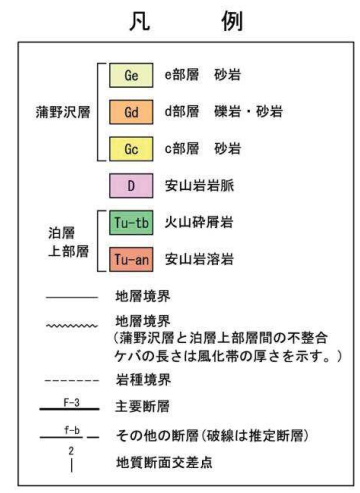 凡 例
蒲野沢層
Ge e部層 砂岩
Gd d部層 礫岩・砂岩
Gc c部層 砂岩
D 安山岩岩脈
泊層
上部層
Tu-tb 火山砕屑岩
Tu-an 安山岩溶岩
地層境界
地層境界
(蒲野沢層と泊層上部層間の不整合
ケバの長さは風化帯の厚さを示す。)
岩種境界
F-3 主要断層
f-b その他の断層(破線は推定断層)
2 地質断面交差点